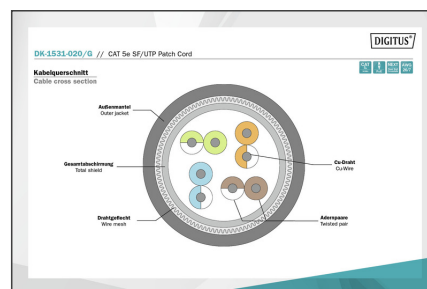 DIGITUS®
DK-1531-020/G // CAT 5e SF/UTP Patch Cord
Kabelquerschnitt
Cable cross section
Außenmantel
Outer jacket
Gesamtabschirmung
Total shield
Drahtgeflecht
Wire mesh
Cu-Draht
Cu-Wire
Aderspaare
Twisted pair